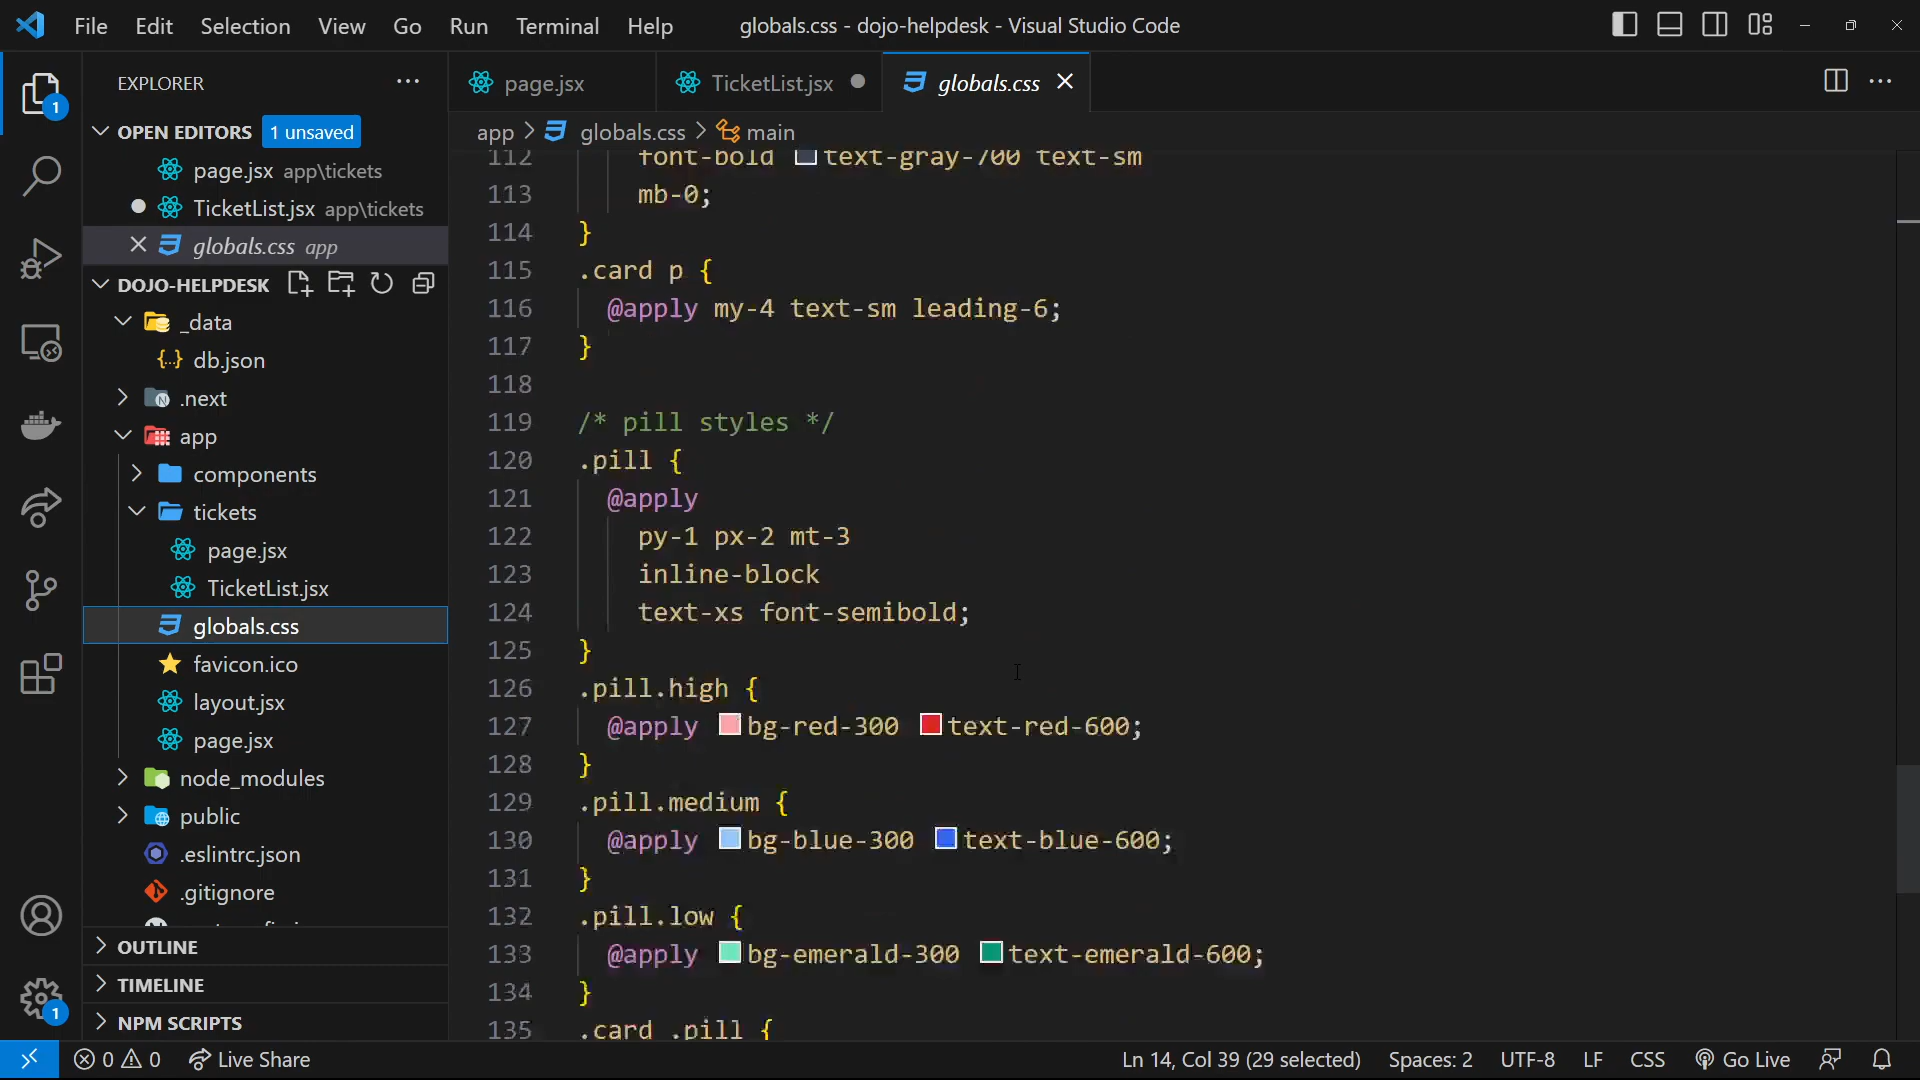 File Edit Selection View Go Run Terminal Help globals.css - dojo-helpdesk - Visual Studio Code
EXPLORER
page.jsx TicketList.jsx globals.css
OPEN EDITORS 1 unsaved
page.jsx app\tickets
TicketList.jsx app\tickets
globals.css app
DOJO-HELPDESK
_data
db.json
.next
app
components
tickets
page.jsx
TicketList.jsx
globals.css
favicon.ico
layout.jsx
page.jsx
node_modules
public
.eslintrc.json
.gitignore
OUTLINE
TIMELINE
NPM SCRIPTS
app > globals.css > main
112 font-bold text-gray-700 text-sm
113 mb-0;
114 }
115 .card p {
116 @apply my-4 text-sm leading-6;
117 }
118
119 /* pill styles */
120 .pill {
121 @apply
122 py-1 px-2 mt-3
123 inline-block
124 text-xs font-semibold;
125 }
126 .pill.high {
127 @apply bg-red-300 text-red-600;
128 }
129 .pill.medium {
130 @apply bg-blue-300 text-blue-600;
131 }
132 .pill.low {
133 @apply bg-emerald-300 text-emerald-600;
134 }
135 .card .pill {
1
1
0 0 Live Share Ln 14, Col 39 (29 selected) Spaces: 2 UTF-8 LF CSS Go Live